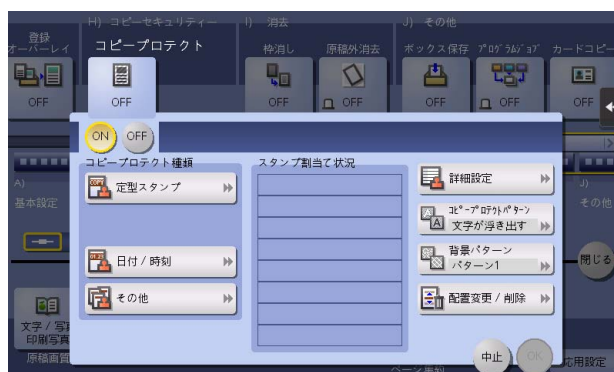 H) コピーセキュリティー
I) 消去
J) その他
登録
オーバーレイ
コピープロテクト
枠消し
原稿外消去
ボックス保存
プログラムジョブ
カードコピー
OFF
OFF
OFF
OFF
OFF
OFF
OFF
ON
OFF
コピープロテクト種類
スタンプ割当て状況
定型スタンプ
詳細設定
コピープロテクトパターン
文字が浮き出す
日付/時刻
背景パターン
パターン1
その他
配置変更/削除
中止
OK
A)
基本設定
J)
その他
閉じる
文字/写真
印刷写真
原稿画質
応用設定